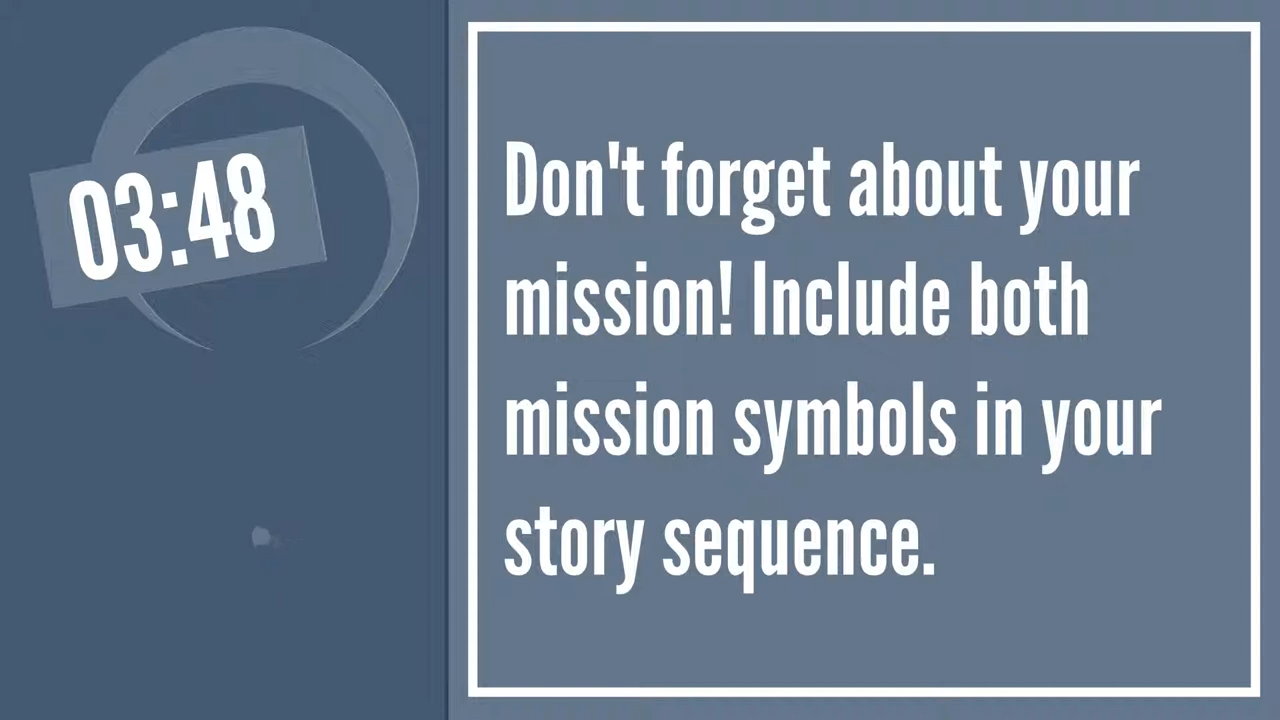 03:48
Don't forget about your
mission! Include both
mission symbols in your
story sequence.